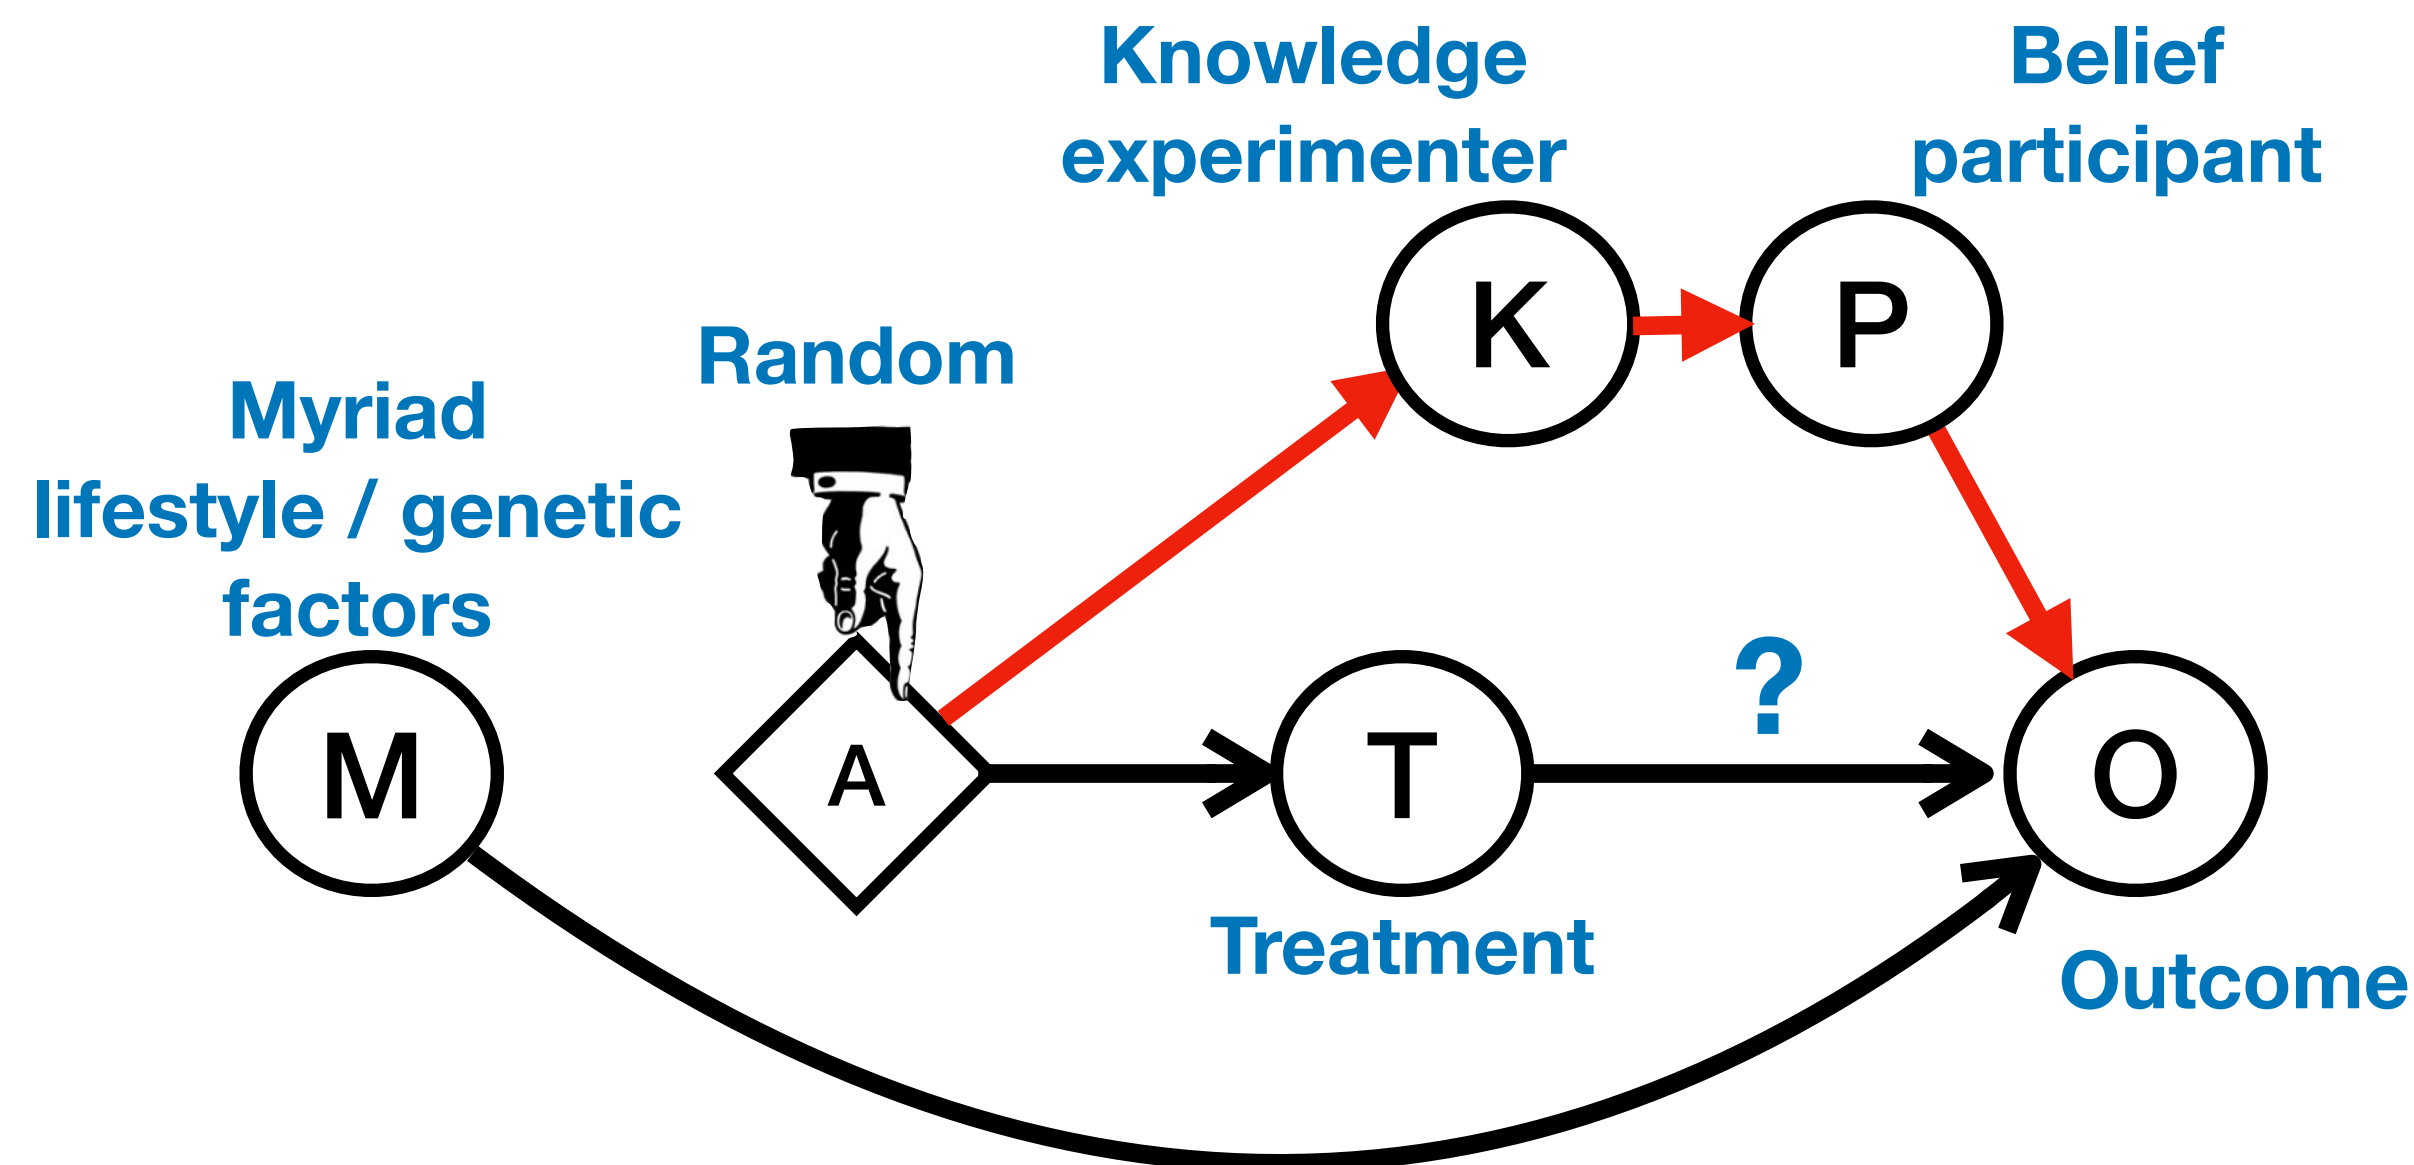 Knowledge
experimenter
Belief
participant
K
P
Random
Myriad
lifestyle / genetic
factors
M
A
T
?
O
Treatment
Outcome